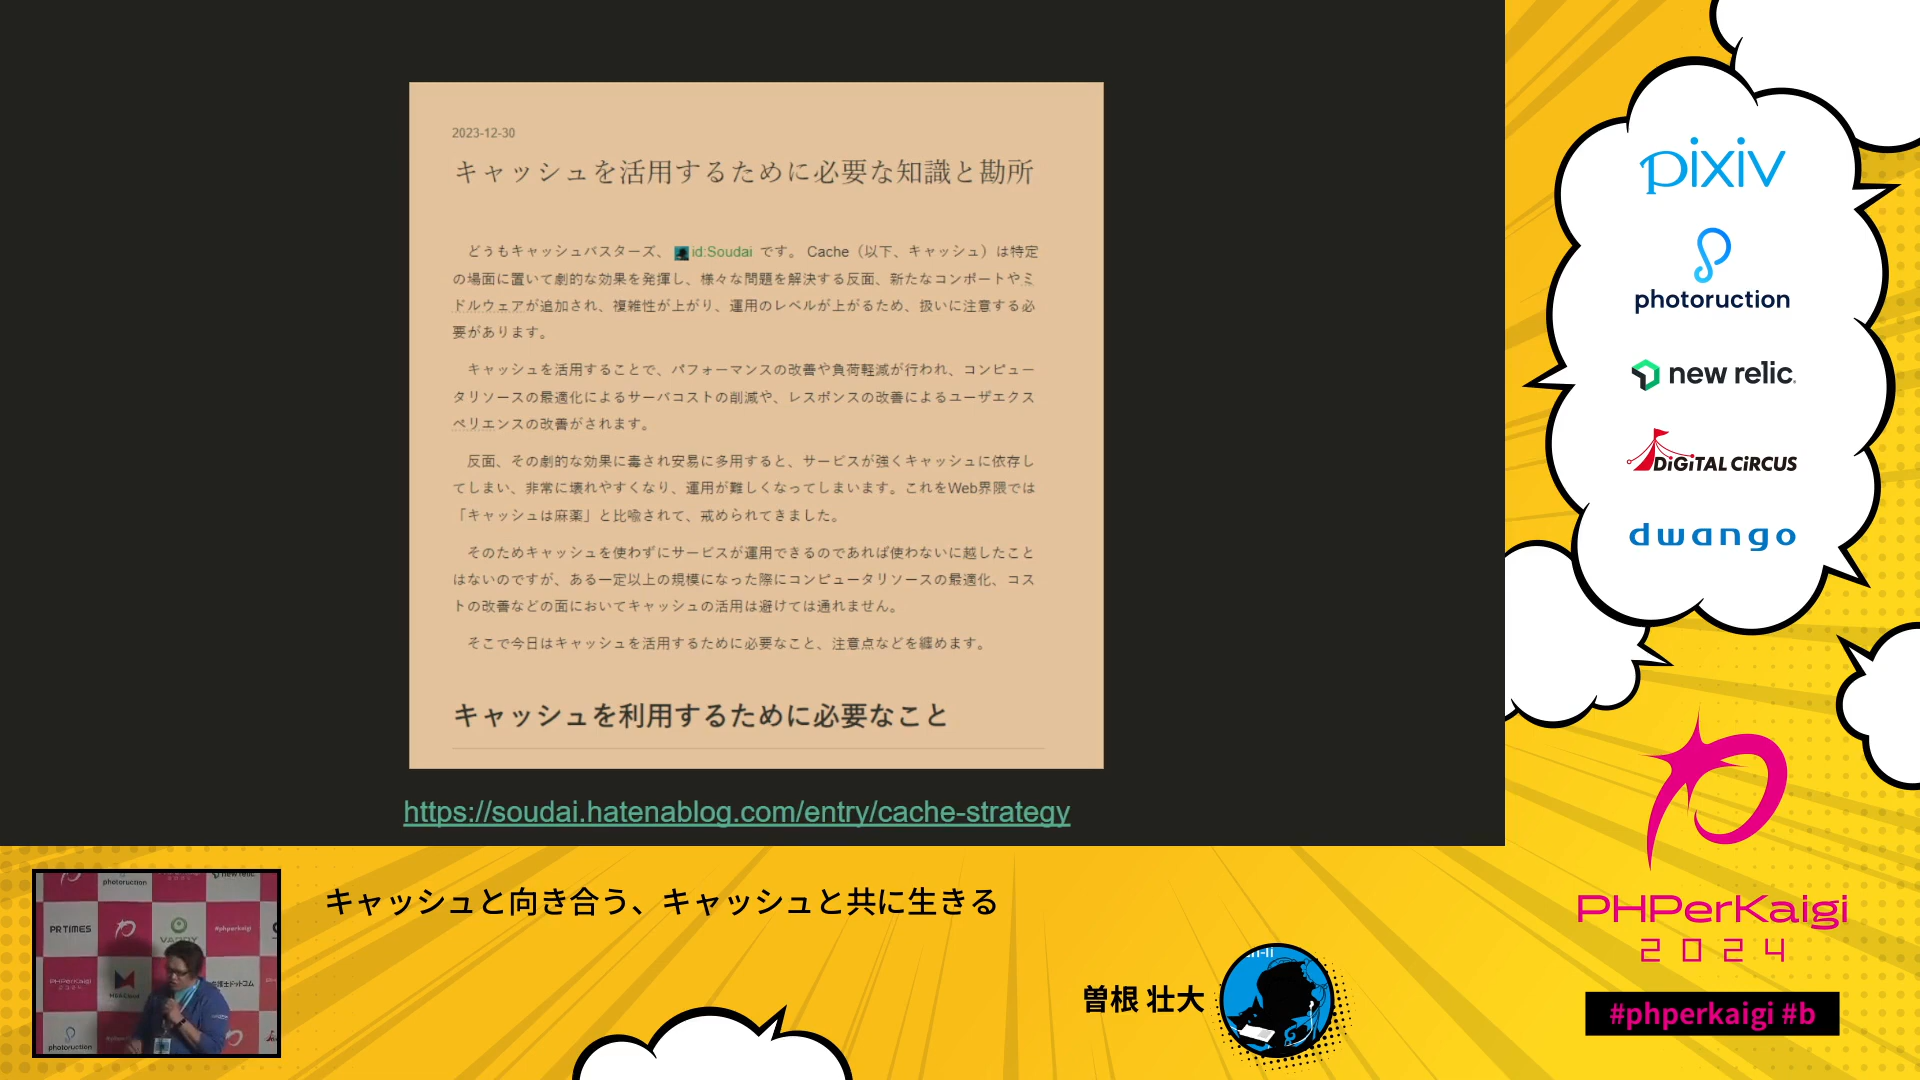 2023-12-30
キャッシュを活用するために必要な知識と勘所
どうもキャッシュバスターズ、 id:Soudai です。 Cache（以下、キャッシュ）は特定
の場面に置いて劇的な効果を発揮し、様々な問題を解決する反面、新たなコンポートやミ
ドルウェアが追加され、複雑性が上がり、運用のレベルが上がるため、扱いに注意する必
要があります。
キャッシュを活用することで、パフォーマンスの改善や負荷軽減が行われ、コンピュー
タリソースの最適化によるサーバコストの削減や、レスポンスの改善によるユーザエクス
ペリエンスの改善がされます。
反面、その劇的な効果に毒され安易に多用すると、サービスが強くキャッシュに依存し
てしまい、非常に壊れやすくなり、運用が難しくなってしまいます。これをWeb界隈では
「キャッシュは麻薬」と比喩されて、戒められてきました。
そのためキャッシュを使わずにサービスが運用できるのであれば使わないに越したこと
はないのですが、ある一定以上の規模になった際にコンピュータリソースの最適化、コス
トの改善などの面においてキャッシュの活用は避けては通れません。
そこで今日はキャッシュを活用するために必要なこと、注意点などを纏めます。
キャッシュを利用するために必要なこと
https://soudai.hatenablog.com/entry/cache-strategy
pixiv
photoruction
new relic.
DiGiTAL CiRCUS
dwango
PHPerKaigi
2024
#phperkaigi #b
キャッシュと向き合う、キャッシュと共に生きる
曽根 壮大
photoruction
new relic
PR TIMES
#phperkaigi
photoruction